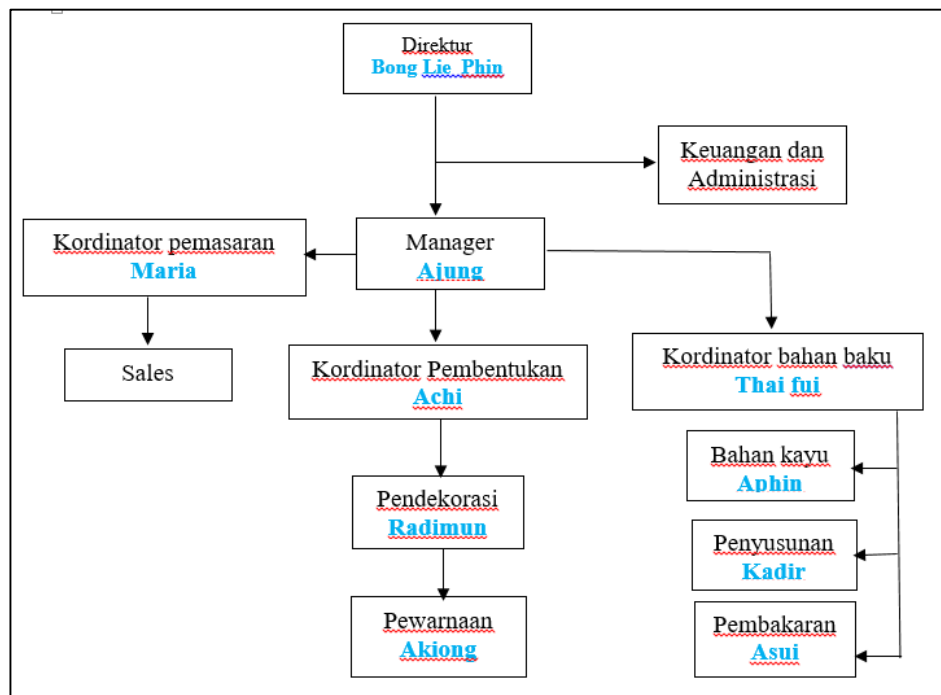 Direktur
Bong Lie Phin
Keuangan dan
Administrasi
Kordinator pemasaran
Maria
Manager
Ajung
Sales
Kordinator Pembentukan
Achi
Kordinator bahan baku
Thai fui
Bahan kayu
Aphin
Pendekorasi
Radimun
Penyusunan
Kadir
Pewarnaan
Akiong
Pembakaran
Asui